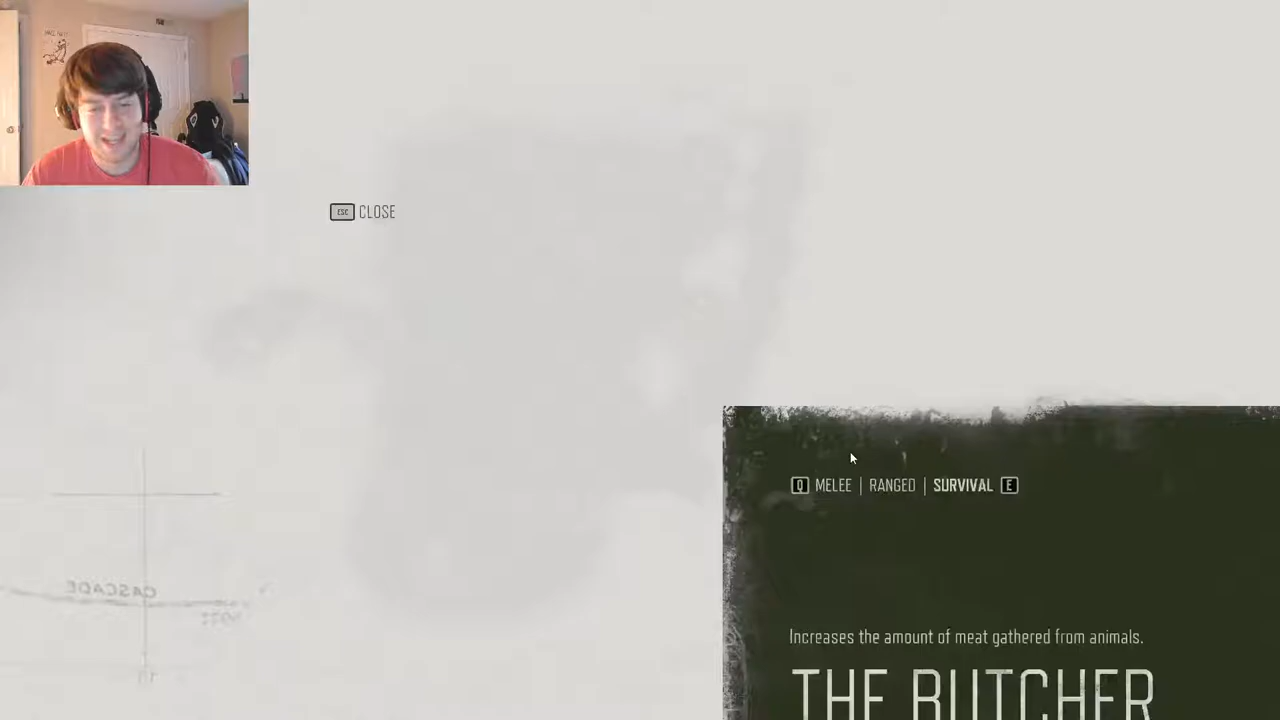 ESC CLOSE
Q MELEE | RANGED | SURVIVAL E
Increases the amount of meat gathered from animals.
THE BUTCHER
CASCADE